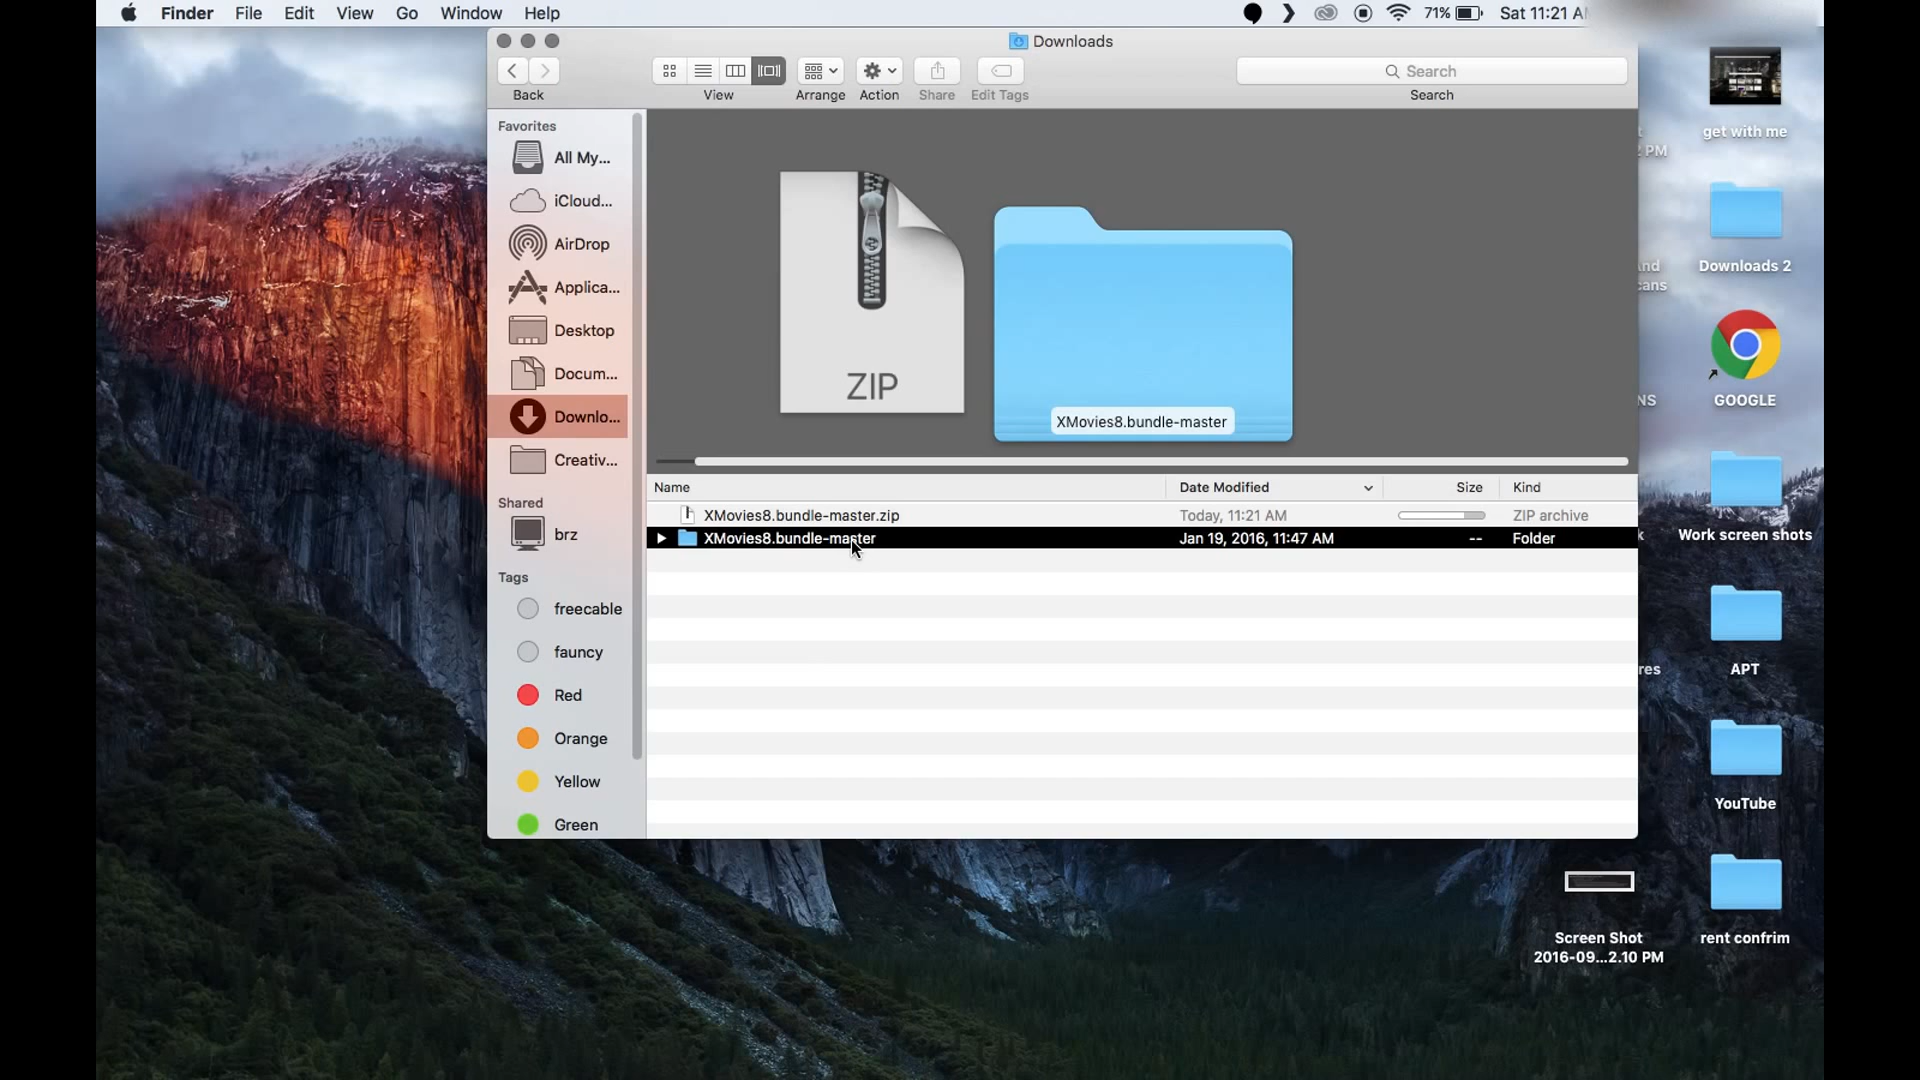 Finder File Edit View Go Window Help
71% Sat 11:21
Downloads
Search
Back View Arrange Action Share Edit Tags Search
Favorites
All My...
iCloud...
AirDrop
Applica...
Desktop
Docum...
Downlo...
Creativ...
Shared
brz
Tags
freecable
fauncy
Red
Orange
Yellow
Green
ZIP
XMovies8.bundle-master
Name Date Modified Size Kind
XMovies8.bundle-master.zip Today, 11:21 AM ZIP archive
XMovies8.bundle-master Jan 19, 2016, 11:47 AM -- Folder
get with me
PM
Downloads 2
GOOGLE
NS
Work screen shots
APT
res
YouTube
Screen Shot
2016-09...2.10 PM
rent confrim